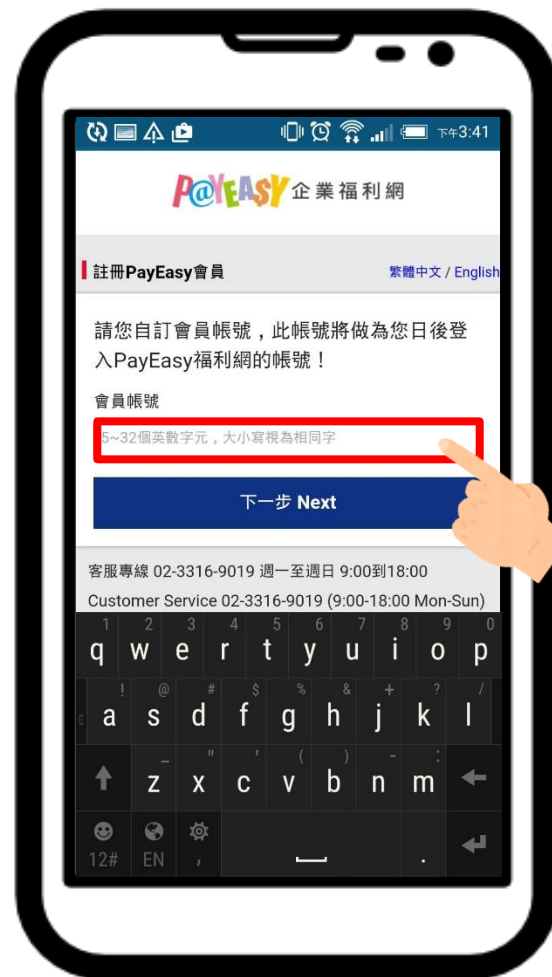 下午3:41
P@YEA$Y 企業福利網
註冊PayEasy會員 繁體中文 / English
請您自訂會員帳號，此帳號將做為您日後登
入PayEasy福利網的帳號！
會員帳號
5~32個英數字元，大小寫視為相同字
下一步 Next
客服專線 02-3316-9019 週一至週日 9:00到18:00
Customer Service 02-3316-9019 (9:00-18:00 Mon-Sun)
1 2 3 4 5 6 7 8 9 0
q w e r t y u i o p
! @ # $ % & + ? /
a s d f g h j k l
_ " ' ( ) - :
z x c v b n m
12# EN , .